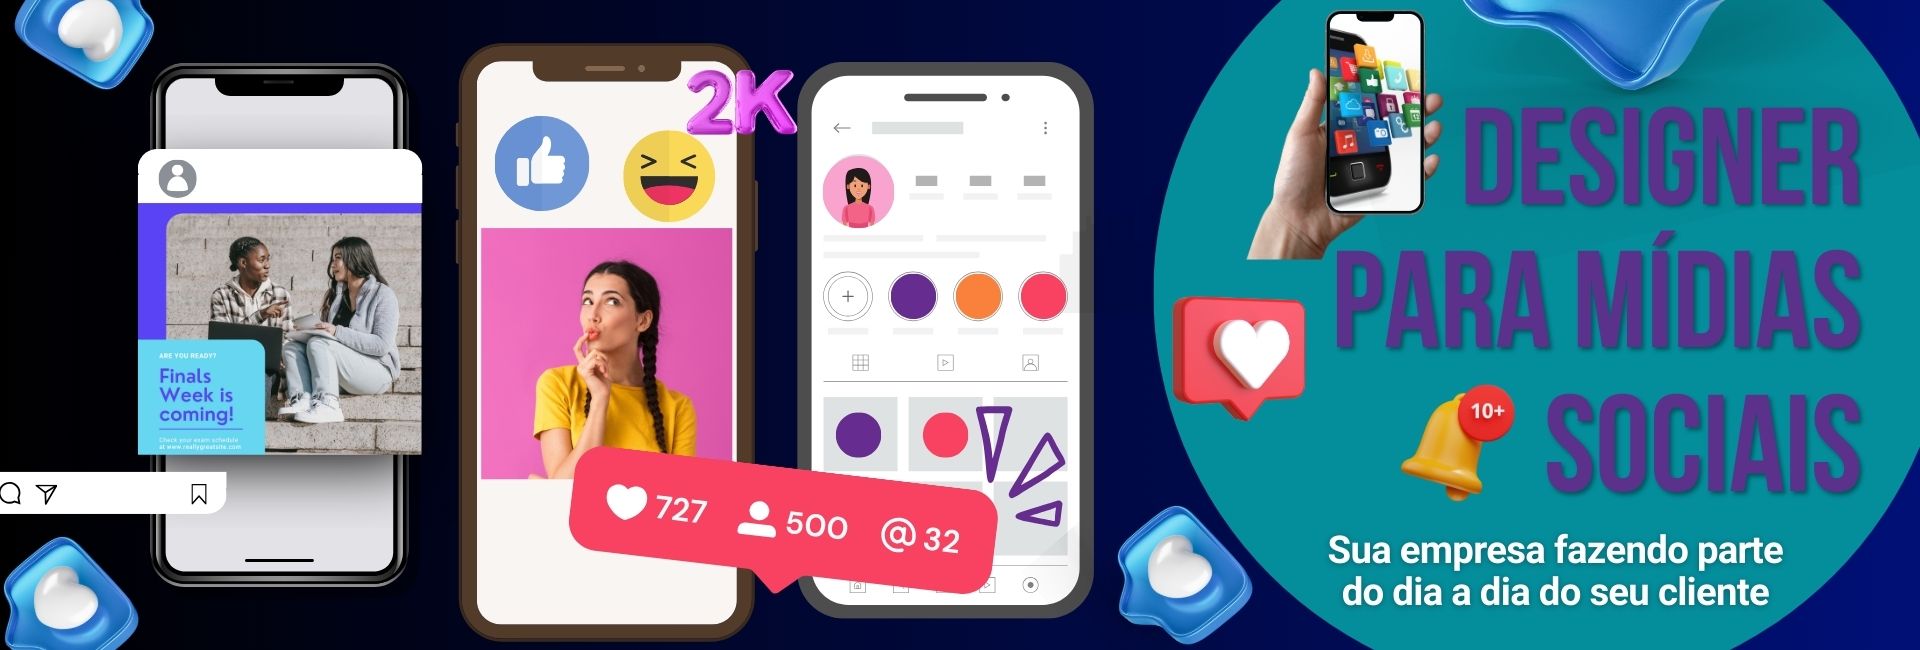 ARE YOU READY?
Finals
Week is
coming!
Check your exam schedule
at www.reallygreatsite.com
2K
727 500 @ 32
DESIGNER
PARA MÍDIAS
SOCIAIS
10+
Sua empresa fazendo parte
do dia a dia do seu cliente